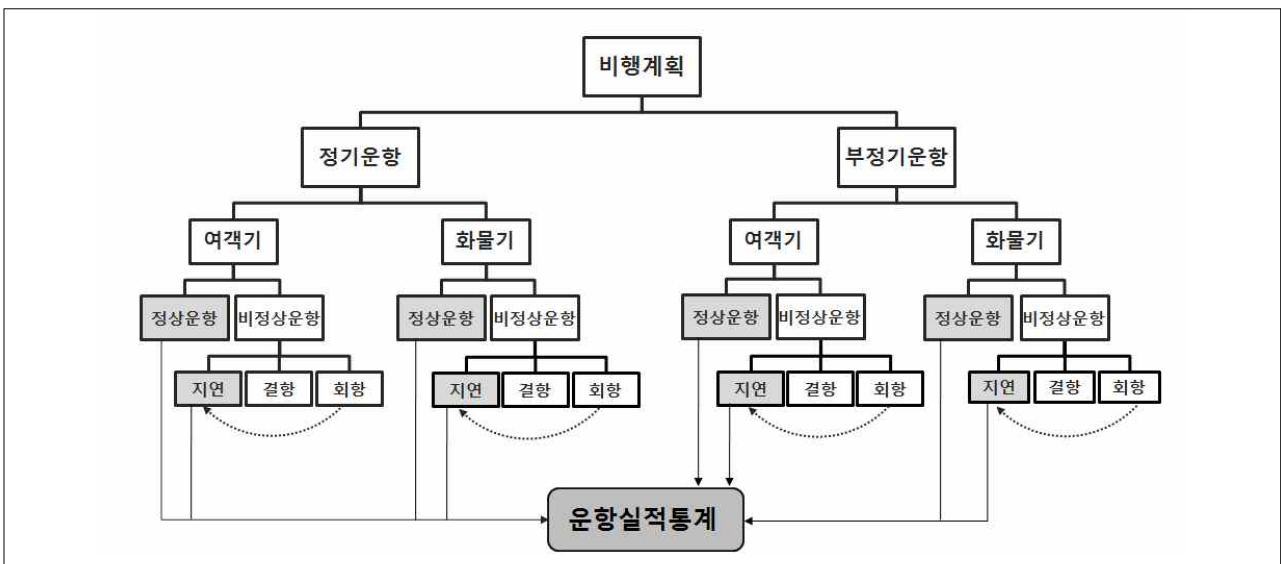 비행계획
정기운항 부정기운항
여객기 화물기 여객기 화물기
정상운항 비정상운항 정상운항 비정상운항 정상운항 비정상운항 정상운항 비정상운항
지연 결항 회항 지연 결항 회항 지연 결항 회항 지연 결항 회항
운항실적통계